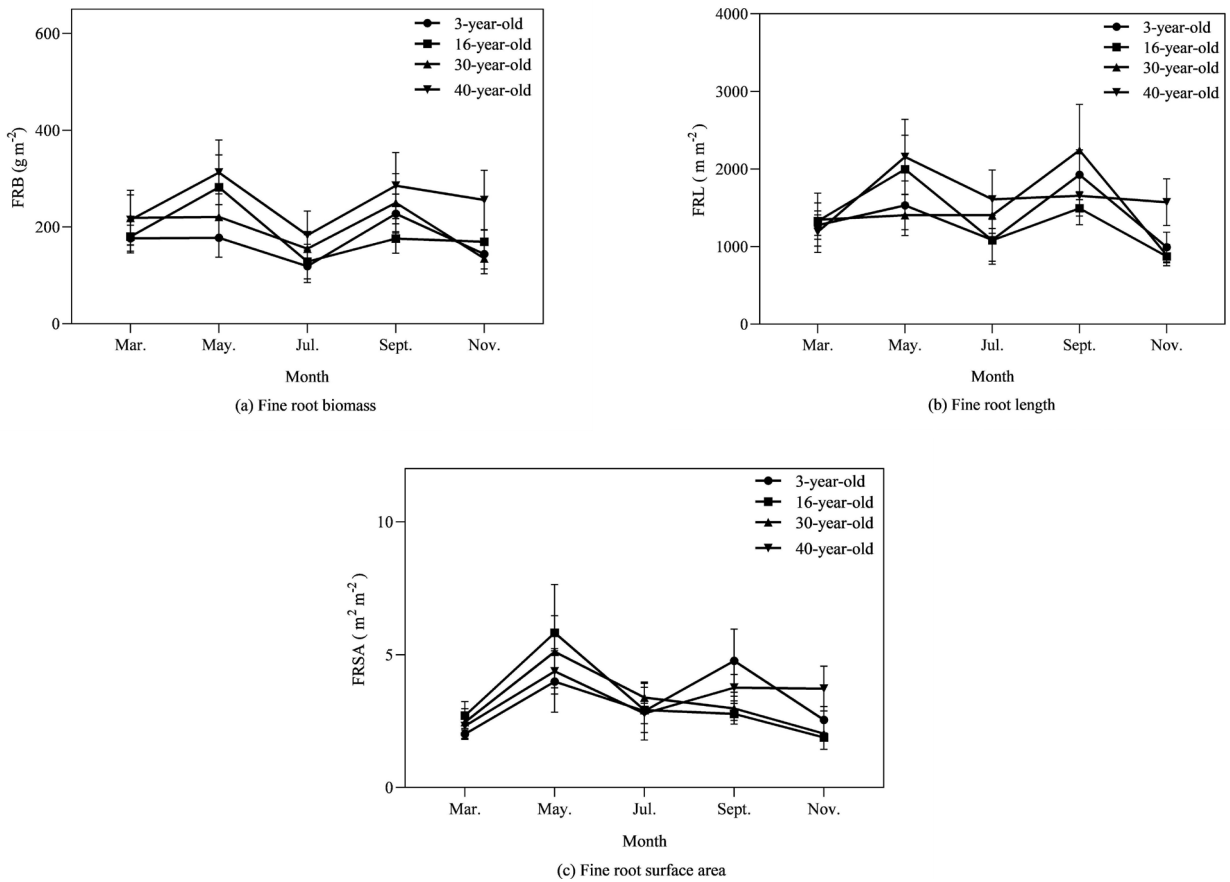 600
400
200
0
FRB (g m-2)
3-year-old
16-year-old
30-year-old
40-year-old
Mar. May. Jul. Sept. Nov.
Month
(a) Fine root biomass
4000
3000
2000
1000
0
FRL ( m m-2 )
3-year-old
16-year-old
30-year-old
40-year-old
Mar. May. Jul. Sept. Nov.
Month
(b) Fine root length
10
5
0
FRSA ( m2 m-2 )
3-year-old
16-year-old
30-year-old
40-year-old
Mar. May. Jul. Sept. Nov.
Month
(c) Fine root surface area